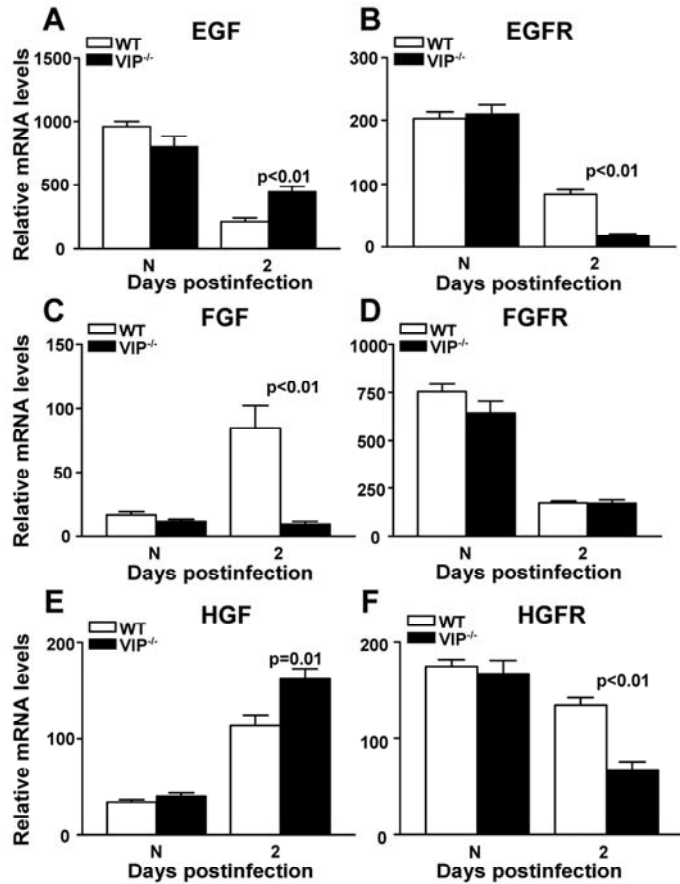 A
EGF
WT
VIP-/-
Relative mRNA levels
1500
1000
500
0
p<0.01
N
2
Days postinfection
B
EGFR
WT
VIP-/-
300
200
100
0
p<0.01
N
2
Days postinfection
C
FGF
WT
VIP-/-
Relative mRNA levels
150
100
50
0
p<0.01
N
2
Days postinfection
D
FGFR
WT
VIP-/-
1000
750
500
250
0
N
2
Days postinfection
E
HGF
WT
VIP-/-
Relative mRNA levels
200
100
0
p=0.01
N
2
Days postinfection
F
HGFR
WT
VIP-/-
200
100
0
p<0.01
N
2
Days postinfection